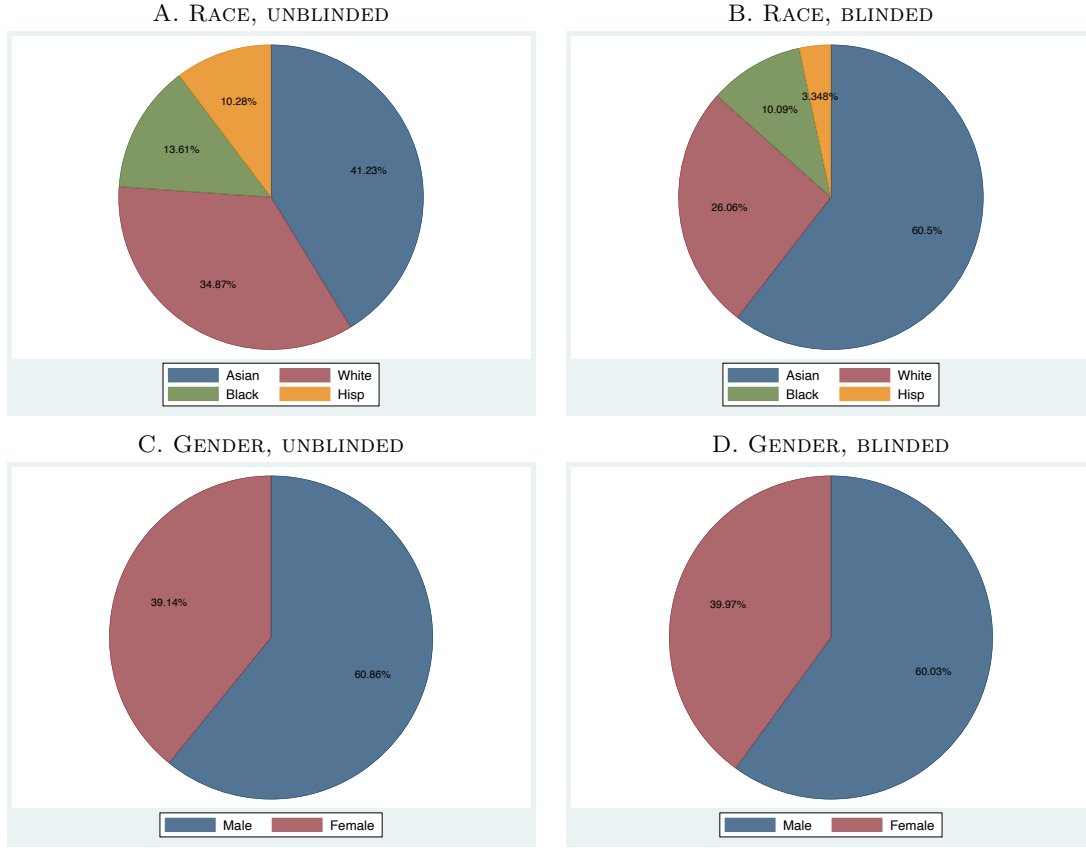 A. RACE, UNBLINDED
10.28%
13.61%
41.23%
34.87%
Asian White
Black Hisp
B. RACE, BLINDED
3.348%
10.09%
26.06%
60.5%
Asian White
Black Hisp
C. GENDER, UNBLINDED
39.14%
60.86%
Male Female
D. GENDER, BLINDED
39.97%
60.03%
Male Female